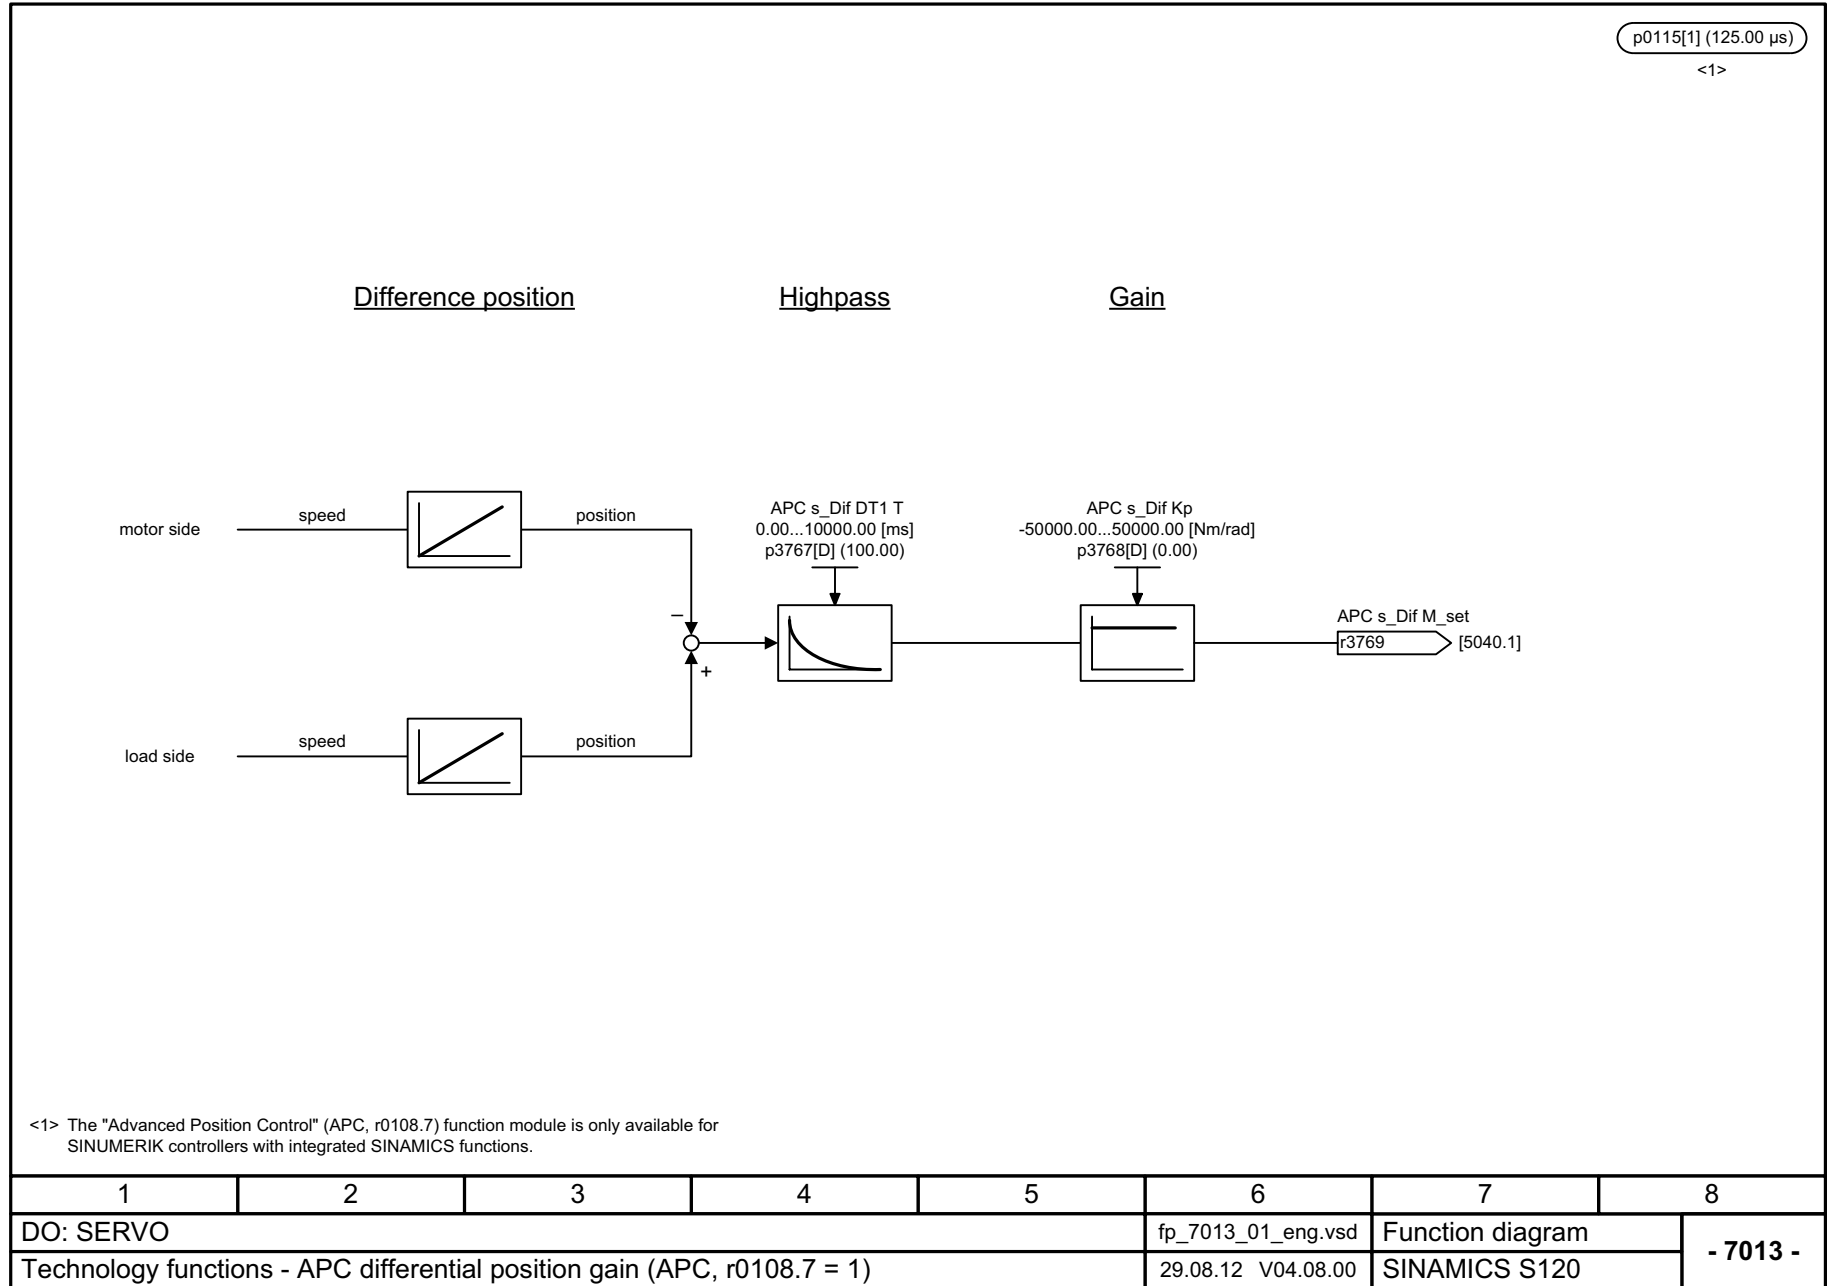 p0115[1] (125.00 µs)
<1>
Difference position
Highpass
Gain
motor side
speed
position
APC s_Dif DT1 T
0.00...10000.00 [ms]
p3767[D] (100.00)
APC s_Dif Kp
-50000.00...50000.00 [Nm/rad]
p3768[D] (0.00)
–
+
APC s_Dif M_set
r3769
[5040.1]
load side
speed
position
<1> The "Advanced Position Control" (APC, r0108.7) function module is only available for
SINUMERIK controllers with integrated SINAMICS functions.
1 2 3 4 5 6 7 8
DO: SERVO
fp_7013_01_eng.vsd
Function diagram
- 7013 -
Technology functions - APC differential position gain (APC, r0108.7 = 1)
29.08.12 V04.08.00
SINAMICS S120